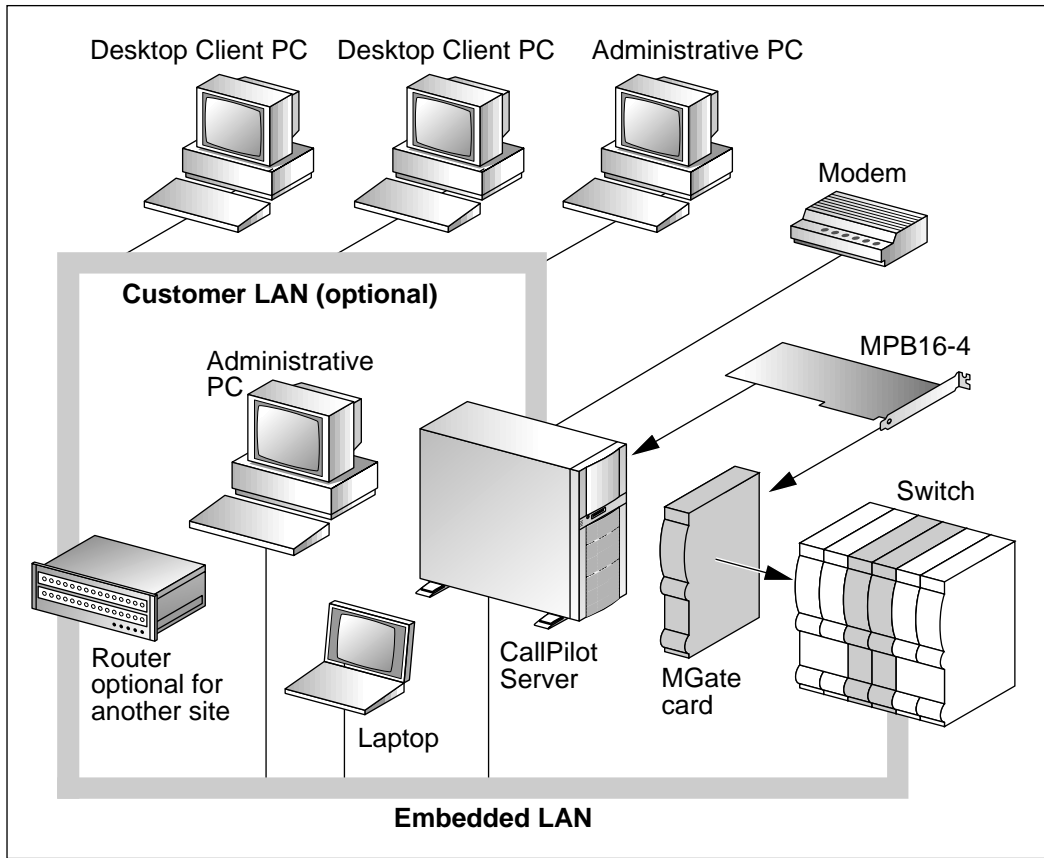 Desktop Client PC
Desktop Client PC
Administrative PC
Modem
Customer LAN (optional)
MPB16-4
Administrative
PC
Switch
Router
optional for
another site
Laptop
CallPilot
Server
MGate
card
Embedded LAN